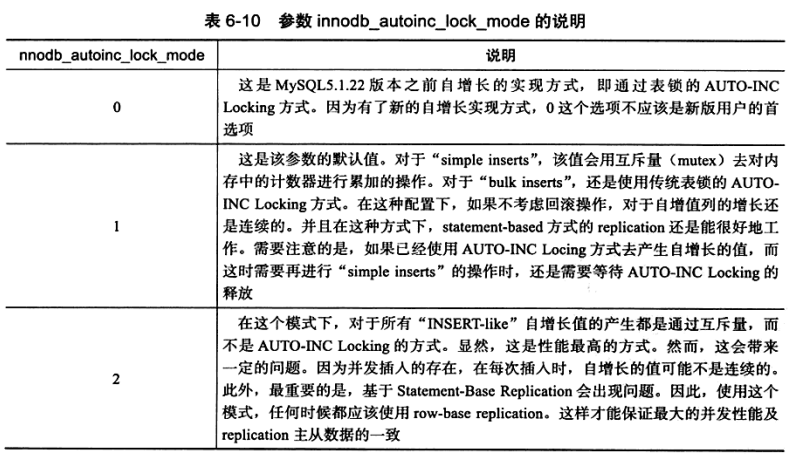 表 6-10 参数 innodb_autoinc_lock_mode 的说明
nnodb_autoinc_lock_mode
说明
0
这是 MySQL5.1.22 版本之前自增长的实现方式，即通过表锁的 AUTO-INC
Locking 方式。因为有了新的自增长实现方式，0 这个选项不应该是新版用户的首
选项
1
这是该参数的默认值。对于“simple inserts”，该值会用互斥量（mutex）去对内
存中的计数器进行累加的操作。对于“bulk inserts”，还是使用传统表锁的 AUTO-
INC Locking 方式。在这种配置下，如果不考虑回滚操作，对于自增值列的增长还
是连续的。并且在这种方式下，statement-based 方式的 replication 还是能很好地工
作。需要注意的是，如果已经使用 AUTO-INC Locing 方式去产生自增长的值，而
这时需要再进行“simple inserts”的操作时，还是需要等待 AUTO-INC Locking 的
释放
2
在这个模式下，对于所有“INSERT-like”自增长值的产生都是通过互斥量，而
不是 AUTO-INC Locking 的方式。显然，这是性能最高的方式。然而，这会带来
一定的问题。因为并发插入的存在，在每次插入时，自增长的值可能不是连续的。
此外，最重要的是，基于 Statement-Base Replication 会出现问题。因此，使用这个
模式，任何时候都应该使用 row-base replication。这样才能保证最大的并发性能及
replication 主从数据的一致